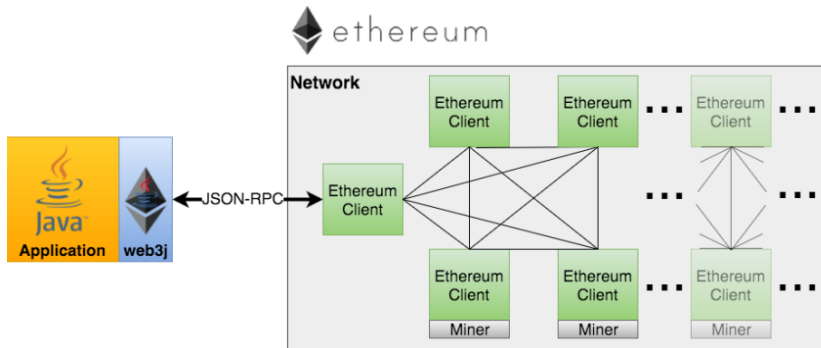 ethereum
Network
Ethereum
Client
Ethereum
Client
Ethereum
Client
Ethereum
Client
JSON-RPC
Java
Application
web3j
Ethereum
Client
Miner
Ethereum
Client
Miner
Ethereum
Client
Miner